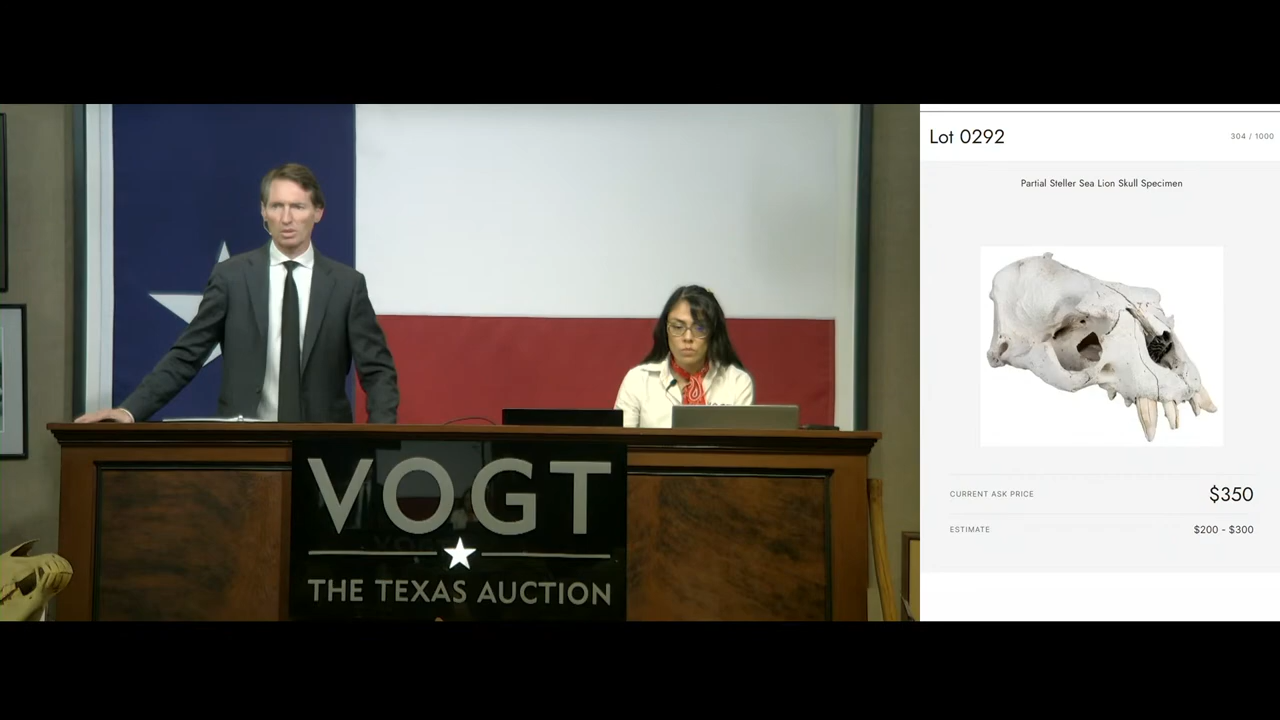 VOGT
THE TEXAS AUCTION
Lot 0292
304 / 1000
Partial Steller Sea Lion Skull Specimen
CURRENT ASK PRICE
$350
ESTIMATE
$200 - $300